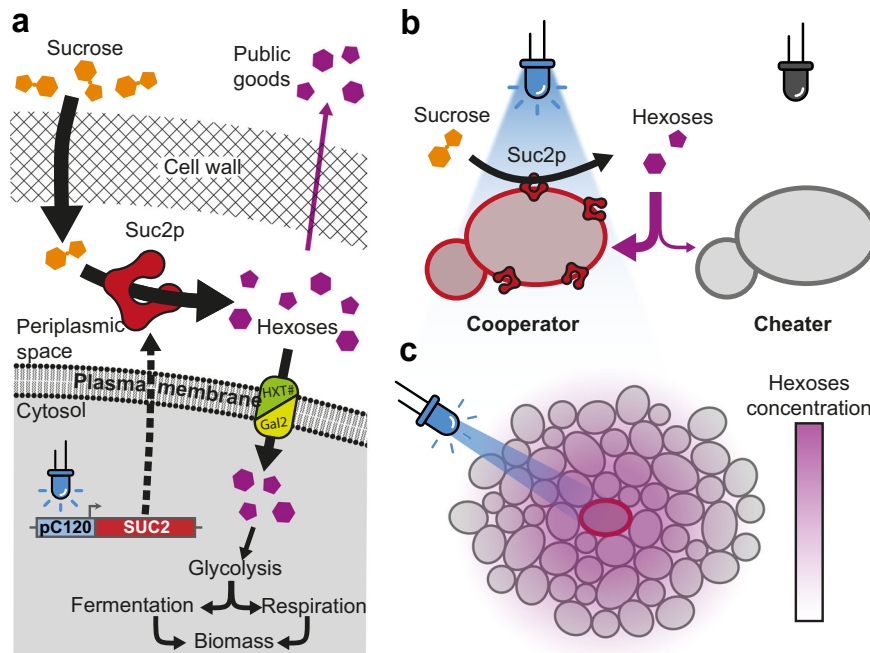 a
Sucrose
Public
goods
Cell wall
Suc2p
Periplasmic
space
Hexoses
Plasma membrane
HXT#
Gal2
Cytosol
pC120
SUC2
Glycolysis
Fermentation
Respiration
Biomass
b
Sucrose
Suc2p
Hexoses
Cooperator
Cheater
c
Hexoses
concentration